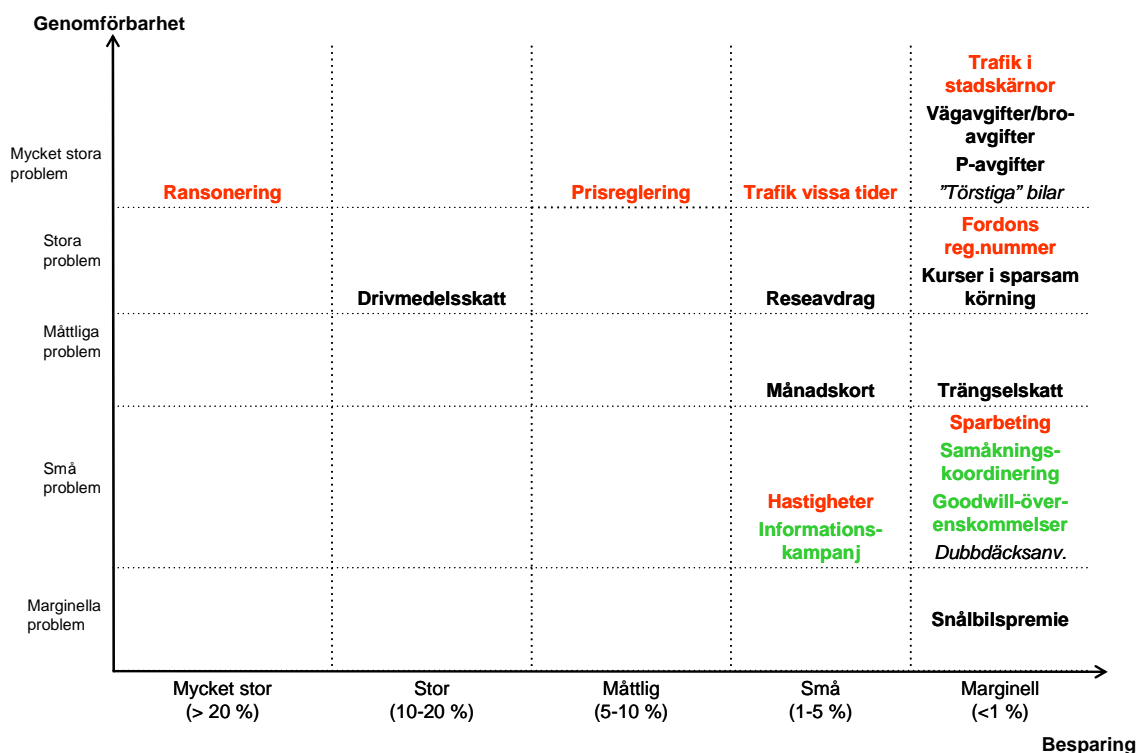 Genomförbarhet
Trafik i
stadskärnor
Vägavgifter/bro-
avgifter
P-avgifter
"Törstiga" bilar
Mycket stora
problem
Ransonering
Prisreglering
Trafik vissa tider
Stora
problem
Fordons
reg.nummer
Kurser i sparsam
körning
Drivmedelsskatt
Reseavdrag
Måttliga
problem
Månadskort
Trängselskatt
Små
problem
Sparbeting
Samåknings-
koordinering
Goodwill-över-
enskommelser
Dubbdäcksanv.
Hastigheter
Informations-
kampanj
Marginella
problem
Snålbilspremie
Mycket stor
(> 20 %)
Stor
(10-20 %)
Måttlig
(5-10 %)
Små
(1-5 %)
Marginell
(<1 %)
Besparing